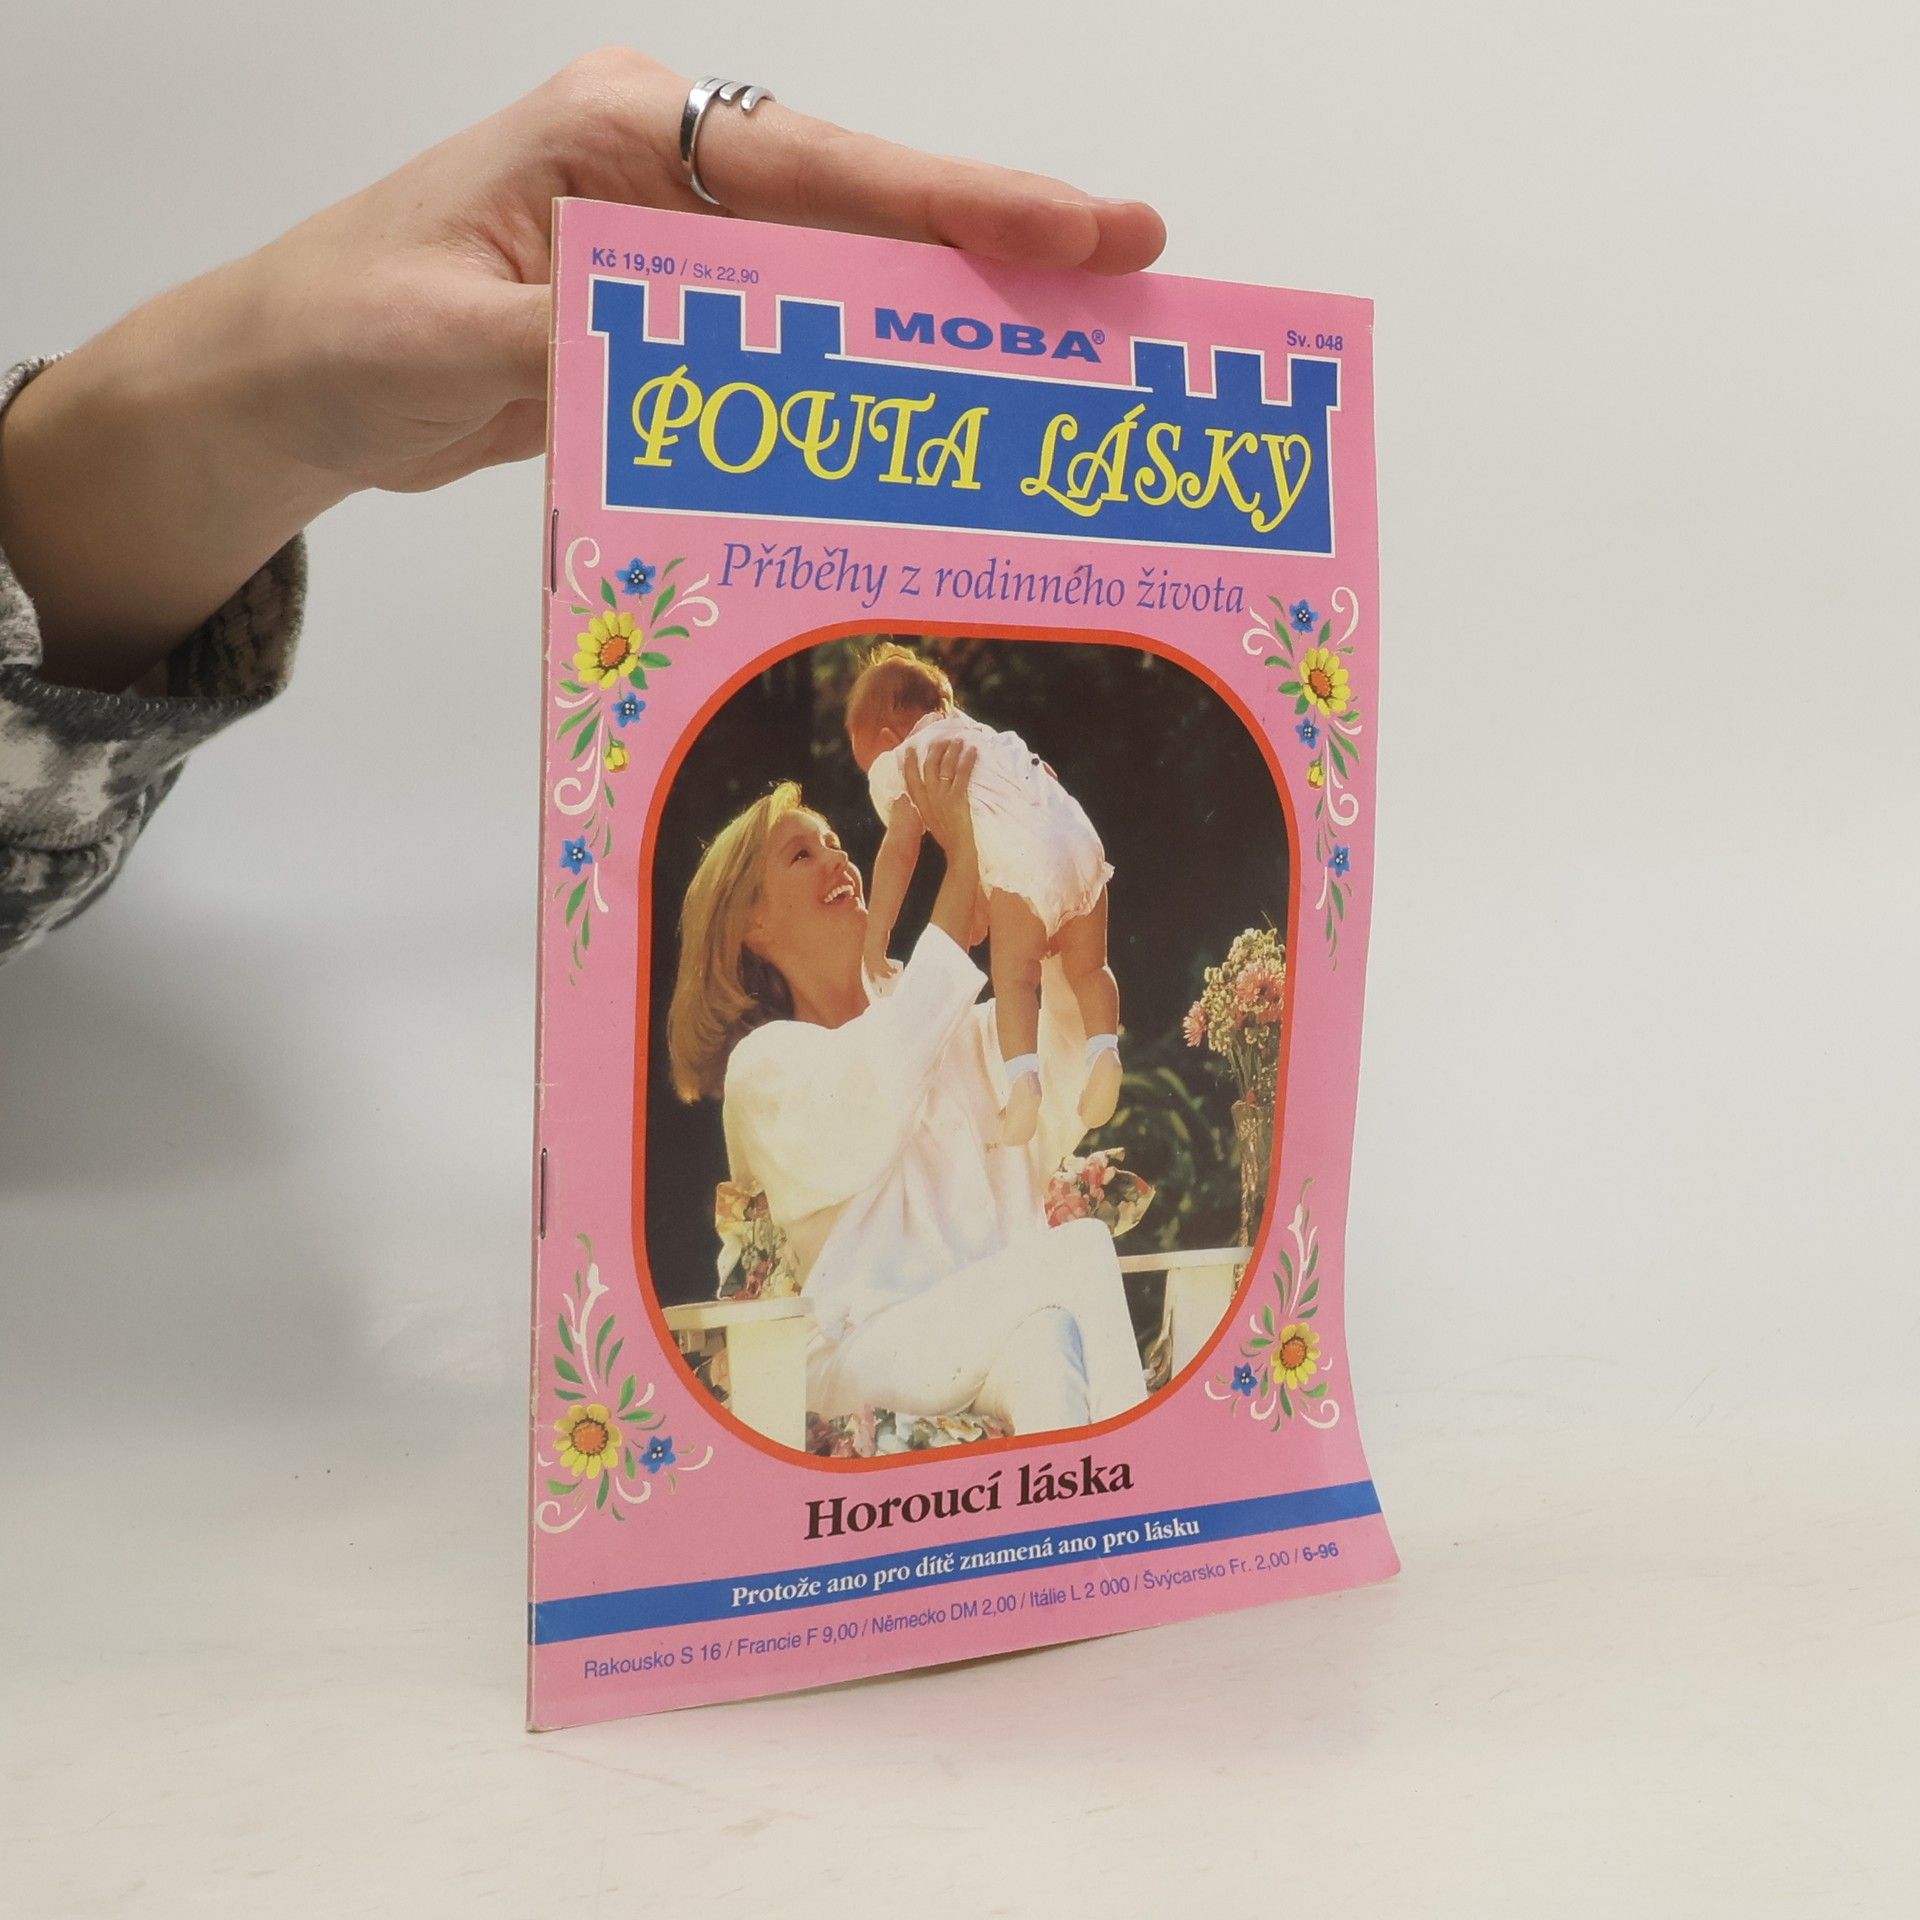 Kč 19,90 / Sk 22,90
MOBA®
Sv. 048
POUTA LÁSKY
Příběhy z rodinného života
Horoucí láska
Protože ano pro dítě znamená ano pro lásku
Rakousko S 16 / Francie F 9,00 / Německo DM 2,00 / Itálie L 2 000 / Švýcarsko Fr. 2,00 / 6-96